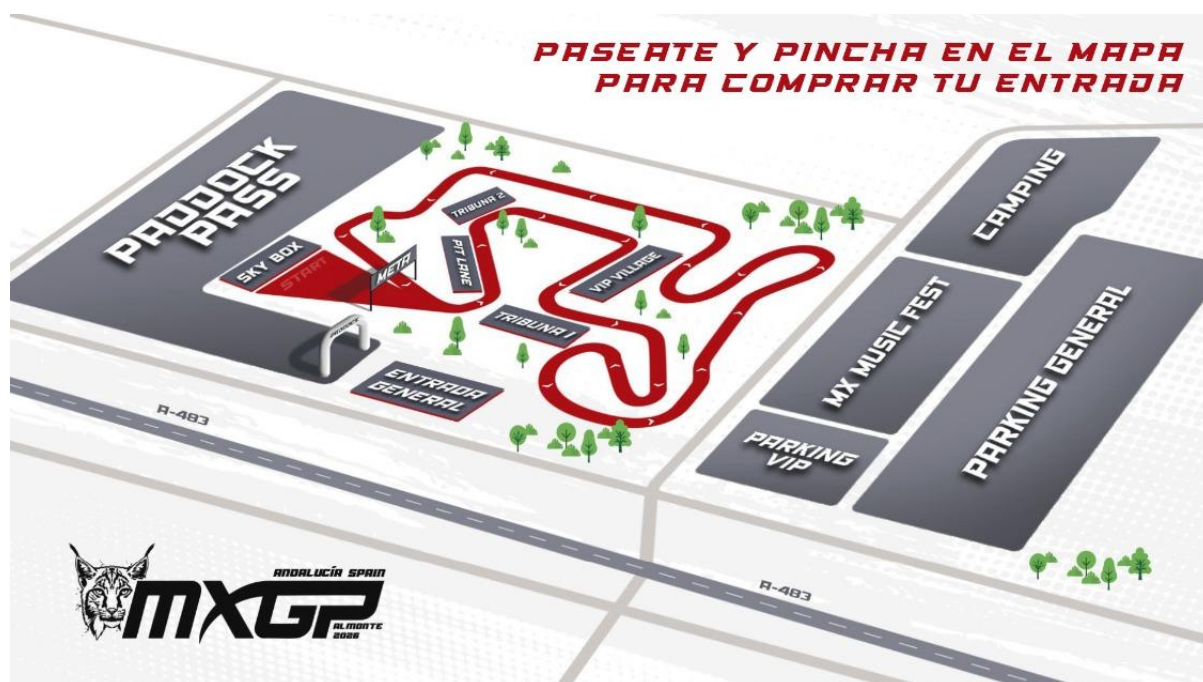 PASEATE Y PINCHA EN EL MAPA
PARA COMPRAR TU ENTRADA
PADDOCK
PASS
CAMPING
TRIBUNA 2
SKY BOX
START
META
PIT LANE
VIP VILLAGE
TRIBUNA 1
MX MUSIC FEST
PARKING GENERAL
PADDOCK
ENTRADA
GENERAL
PARKING
VIP
A-483
A-483
ANDALUCÍA SPAIN
MXGP
ALMONTE
2026